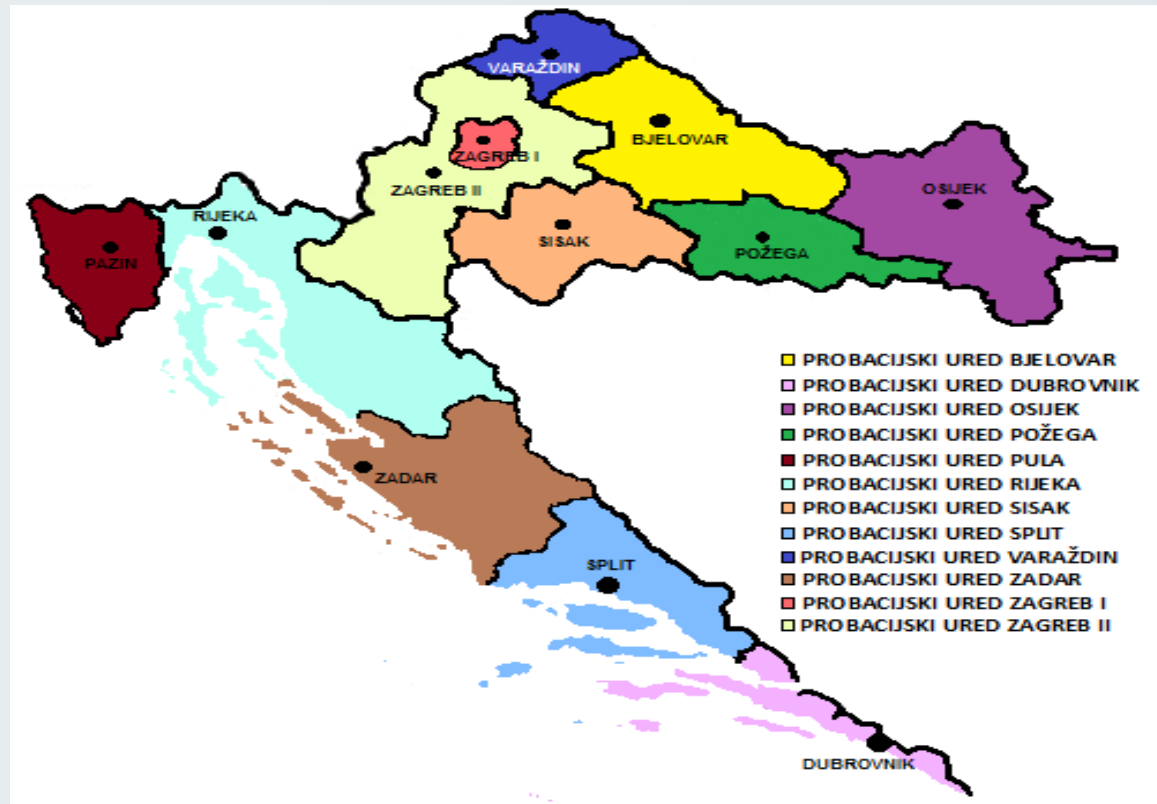 VARAŽDIN
BJELOVAR
ZAGREB I
ZAGREB II
OSIJEK
RIJEKA
SISAK
POŽEGA
PAZIN
PROBACIJSKI URED BJELOVAR
PROBACIJSKI URED DUBROVNIK
PROBACIJSKI URED OSIJEK
PROBACIJSKI URED POŽEGA
PROBACIJSKI URED PULA
PROBACIJSKI URED RIJEKA
PROBACIJSKI URED SISAK
PROBACIJSKI URED SPLIT
PROBACIJSKI URED VARAŽDIN
PROBACIJSKI URED ZADAR
PROBACIJSKI URED ZAGREB I
PROBACIJSKI URED ZAGREB II
ZADAR
SPLIT
DUBROVNIK